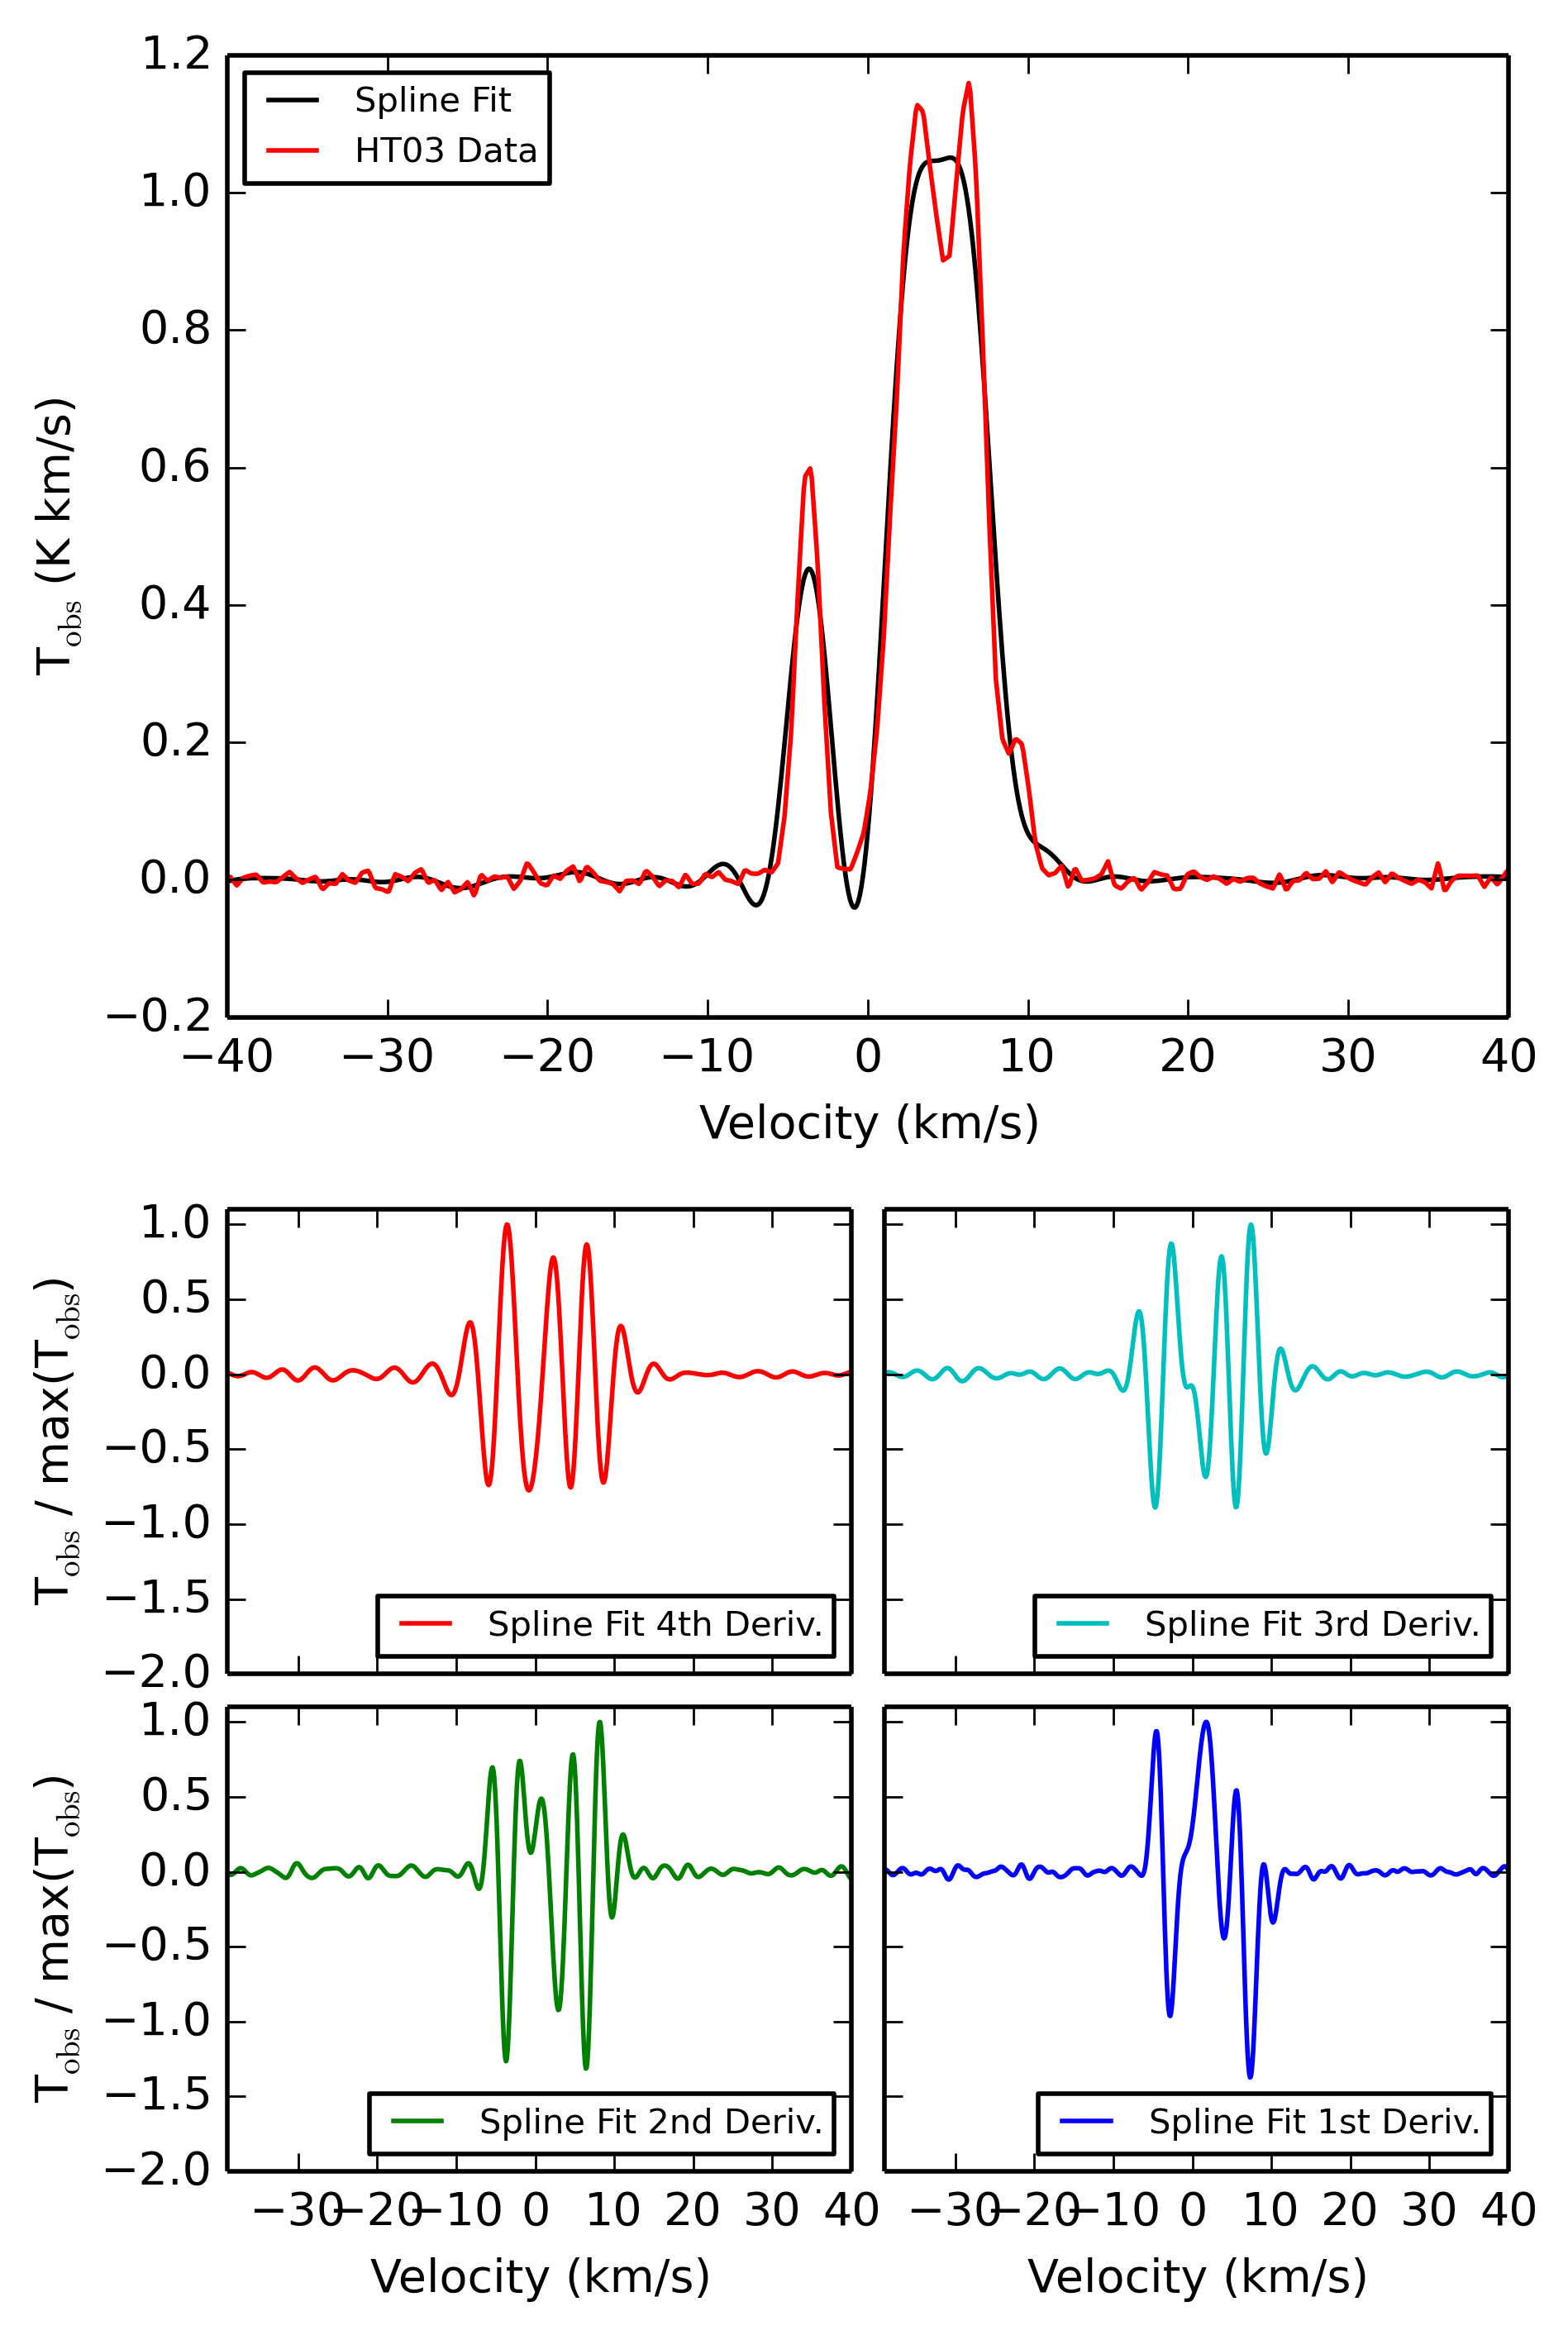 1.2
1.0
0.8
0.6
0.4
0.2
0.0
−0.2
T_obs (K km/s)
Spline Fit
HT03 Data
−40 −30 −20 −10 0 10 20 30 40
Velocity (km/s)
1.0
0.5
0.0
−0.5
−1.0
−1.5
−2.0
T_obs / max(T_obs)
Spline Fit 4th Deriv.
Spline Fit 3rd Deriv.
1.0
0.5
0.0
−0.5
−1.0
−1.5
−2.0
T_obs / max(T_obs)
Spline Fit 2nd Deriv.
Spline Fit 1st Deriv.
−30 −20 −10 0 10 20 30 40
−30 −20 −10 0 10 20 30 40
Velocity (km/s)
Velocity (km/s)